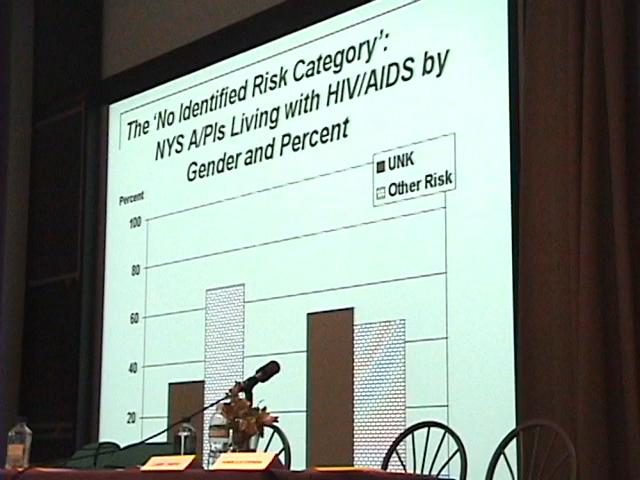 The 'No Identified Risk Category':
NYS A/PIs Living with HIV/AIDS by
Gender and Percent
UNK
Other Risk
Percent
100
80
60
40
20